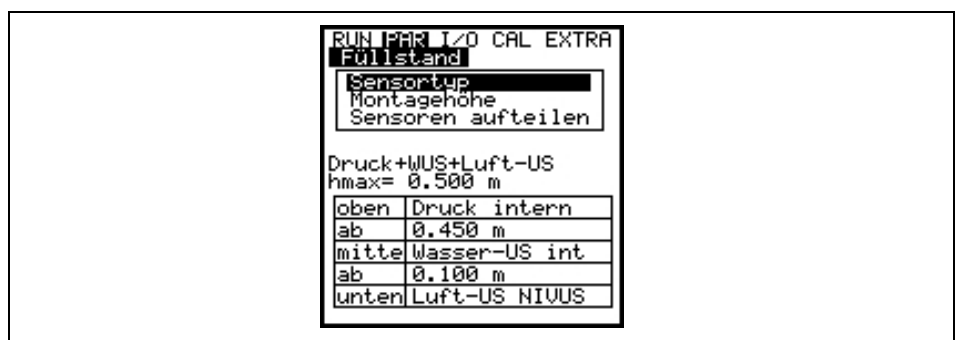 RUN PAR I/O CAL EXTRA
Füllstand
Sensortyp
Montagehöhe
Sensoren aufteilen
Druck+WUS+Luft-US
hmax= 0.500 m
oben Druck intern
ab 0.450 m
mitte Wasser-US int
ab 0.100 m
unten Luft-US NIVUS